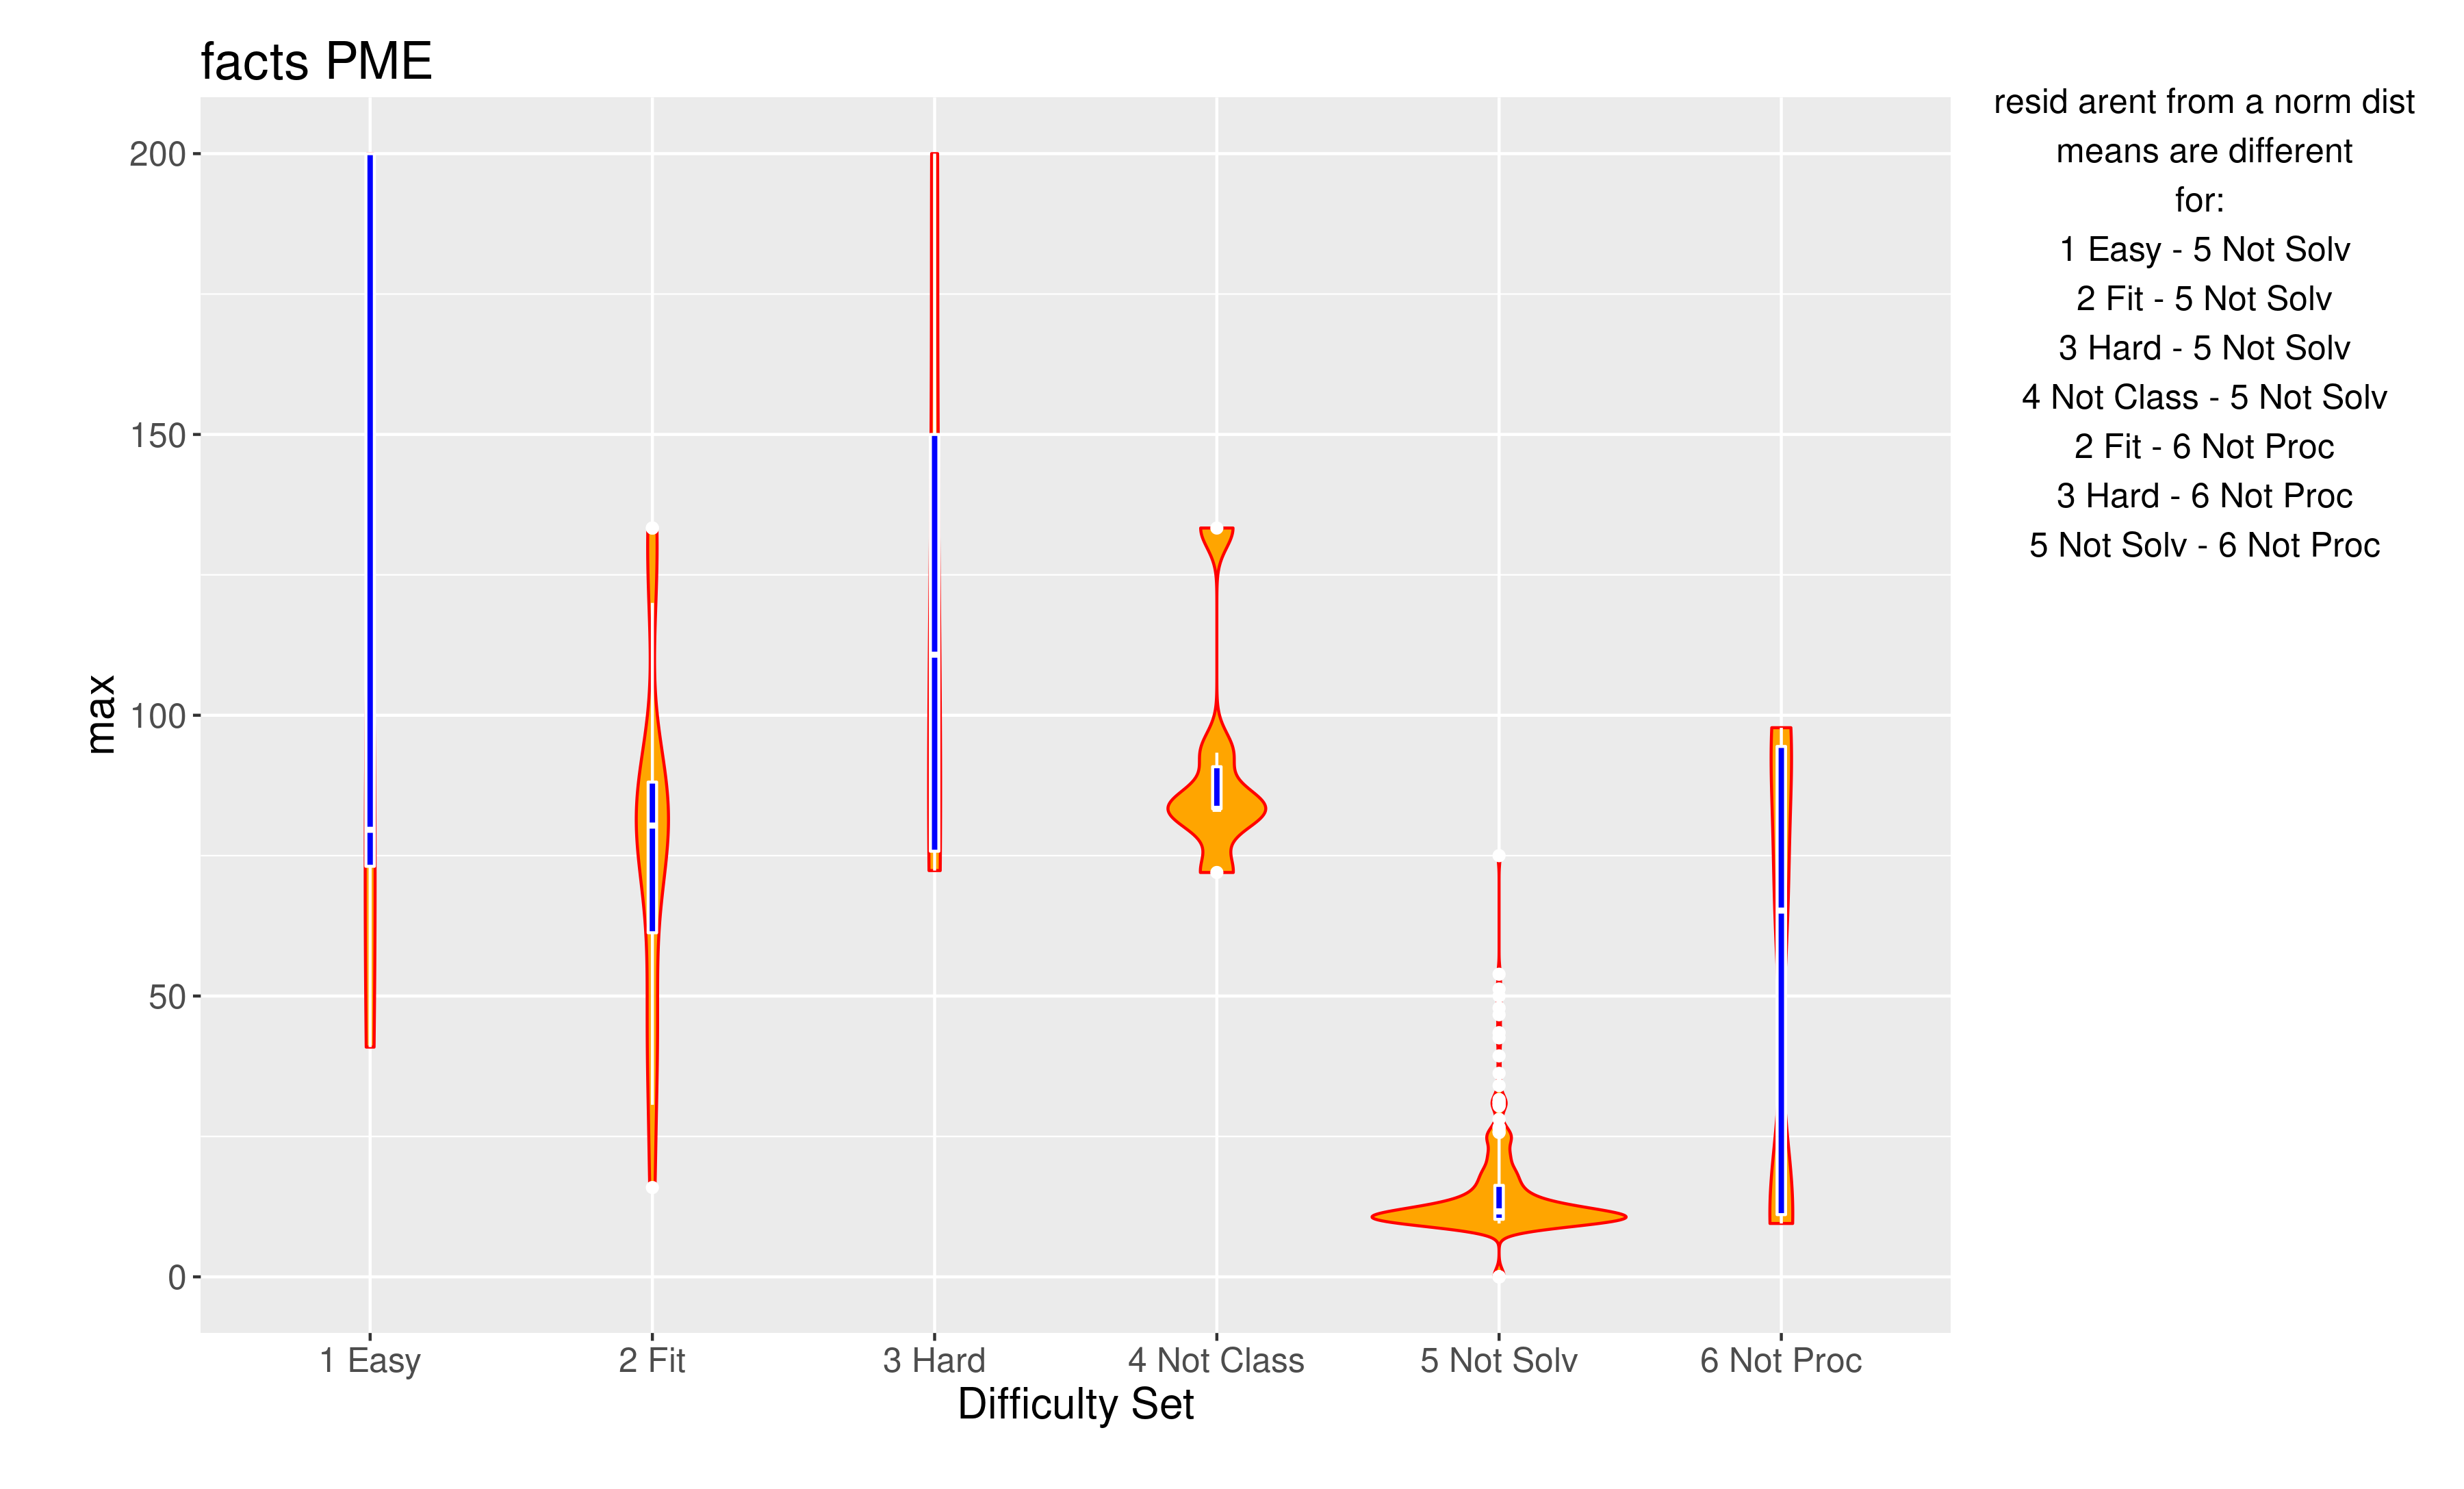 facts PME
resid arent from a norm dist
means are different
for:
1 Easy - 5 Not Solv
2 Fit - 5 Not Solv
3 Hard - 5 Not Solv
4 Not Class - 5 Not Solv
2 Fit - 6 Not Proc
3 Hard - 6 Not Proc
5 Not Solv - 6 Not Proc
max
200
150
100
50
0
1 Easy
2 Fit
3 Hard
4 Not Class
5 Not Solv
6 Not Proc
Difficulty Set